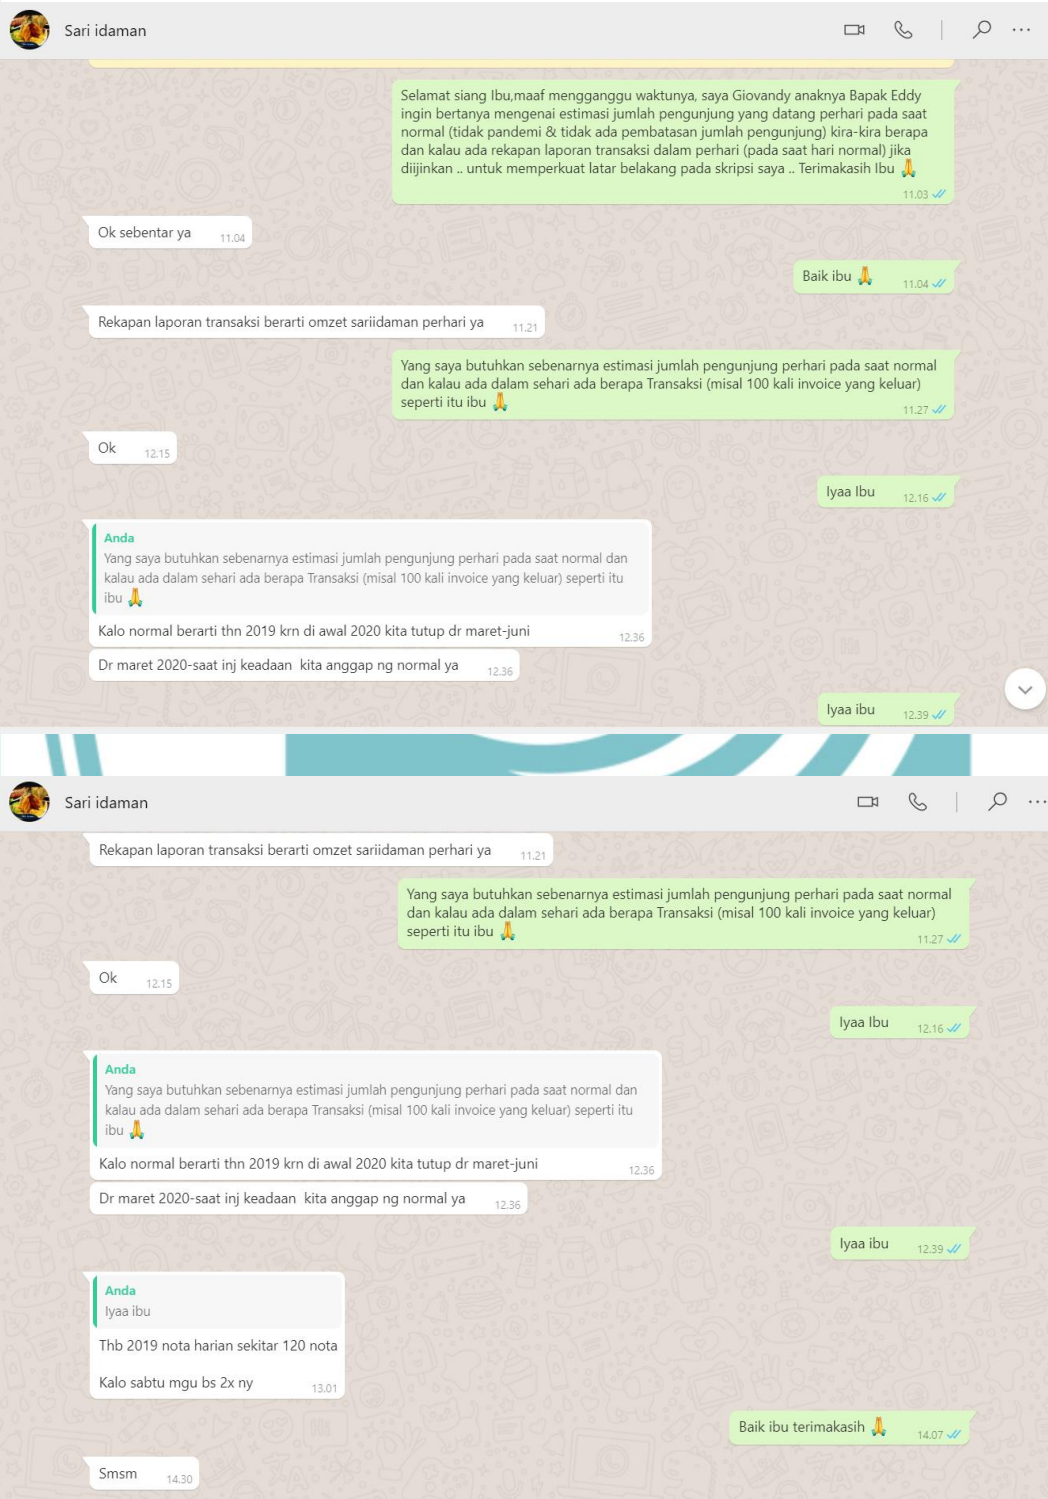 Sari idaman
Selamat siang Ibu,maaf mengganggu waktunya, saya Giovandy anaknya Bapak Eddy
ingin bertanya mengenai estimasi jumlah pengunjung yang datang perhari pada saat
normal (tidak pandemi & tidak ada pembatasan jumlah pengunjung) kira-kira berapa
dan kalau ada rekapan laporan transaksi dalam perhari (pada saat hari normal) jika
diijinkan .. untuk memperkuat latar belakang pada skripsi saya .. Terimakasih Ibu 🙏
11.03
Ok sebentar ya 11.04
Baik ibu 🙏 11.04
Rekapan laporan transaksi berarti omzet sariidaman perhari ya 11.21
Yang saya butuhkan sebenarnya estimasi jumlah pengunjung perhari pada saat normal
dan kalau ada dalam sehari ada berapa Transaksi (misal 100 kali invoice yang keluar)
seperti itu ibu 🙏 11.27
Ok 12.15
Iyaa Ibu 12.16
Anda
Yang saya butuhkan sebenarnya estimasi jumlah pengunjung perhari pada saat normal dan
kalau ada dalam sehari ada berapa Transaksi (misal 100 kali invoice yang keluar) seperti itu
ibu 🙏
Kalo normal berarti thn 2019 krn di awal 2020 kita tutup dr maret-juni 12.36
Dr maret 2020-saat inj keadaan kita anggap ng normal ya 12.36
Iyaa ibu 12.39
Sari idaman
Rekapan laporan transaksi berarti omzet sariidaman perhari ya 11.21
Yang saya butuhkan sebenarnya estimasi jumlah pengunjung perhari pada saat normal
dan kalau ada dalam sehari ada berapa Transaksi (misal 100 kali invoice yang keluar)
seperti itu ibu 🙏 11.27
Ok 12.15
Iyaa Ibu 12.16
Anda
Yang saya butuhkan sebenarnya estimasi jumlah pengunjung perhari pada saat normal dan
kalau ada dalam sehari ada berapa Transaksi (misal 100 kali invoice yang keluar) seperti itu
ibu 🙏
Kalo normal berarti thn 2019 krn di awal 2020 kita tutup dr maret-juni 12.36
Dr maret 2020-saat inj keadaan kita anggap ng normal ya 12.36
Iyaa ibu 12.39
Anda
Iyaa ibu
Thb 2019 nota harian sekitar 120 nota
Kalo sabtu mgu bs 2x ny 13.01
Baik ibu terimakasih 🙏 14.07
Smsm 14.30